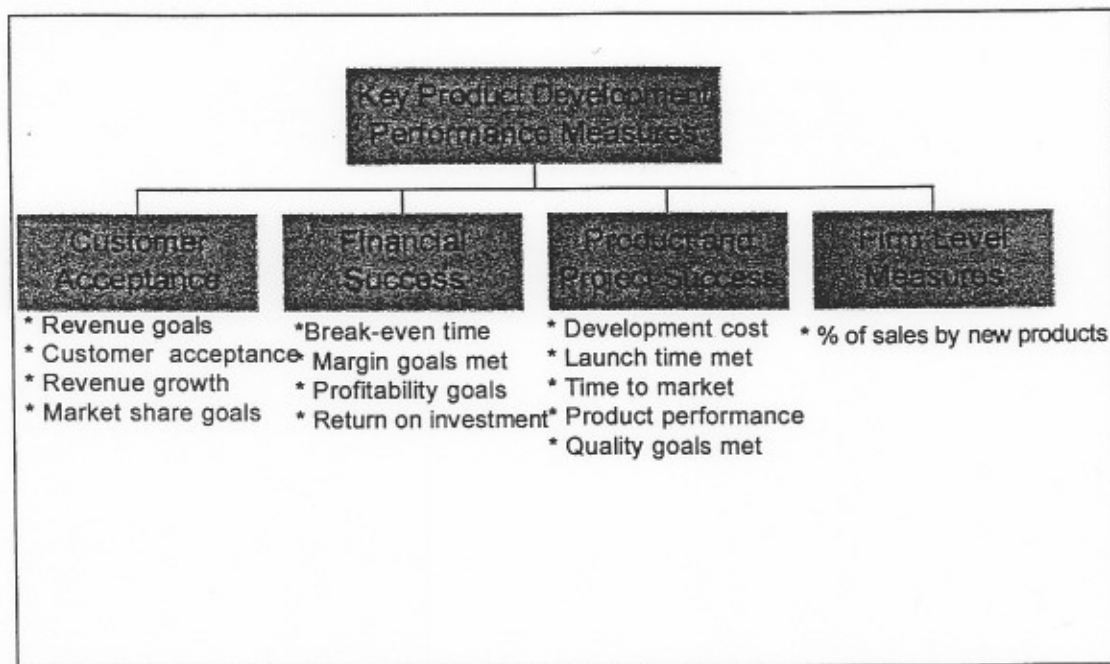 Key Product Development
Performance Measures
Customer
Acceptance
* Revenue goals
* Customer acceptance
* Revenue growth
* Market share goals
Financial
Success
*Break-even time
* Margin goals met
* Profitability goals
* Return on investment
Product and
Project Success
* Development cost
* Launch time met
* Time to market
* Product performance
* Quality goals met
Firm Level
Measures
* % of sales by new products